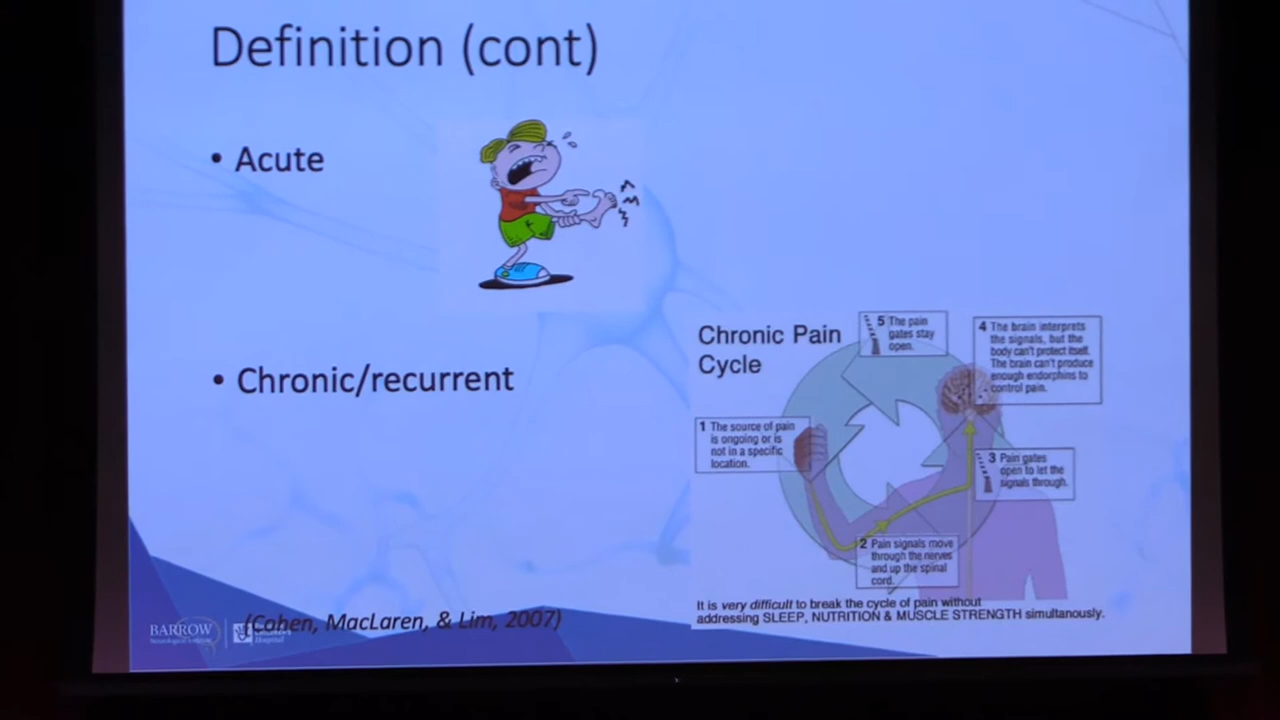 Definition (cont)
• Acute
• Chronic/recurrent
Chronic Pain
Cycle
5 The pain
gates stay
open.
4 The brain interprets
the signals, but the
body can't protect itself.
The brain can't produce
enough endorphins to
control pain.
1 The source of pain
is ongoing or is
not in a specific
location.
3 Pain gates
open to let the
signals through.
2 Pain signals move
through the nerves
and up the spinal
cord.
It is very difficult to break the cycle of pain without
addressing SLEEP, NUTRITION & MUSCLE STRENGTH simultanously.
(Cohen, MacLaren, & Lim, 2007)
BARROW
Neurological Institute
Hospital